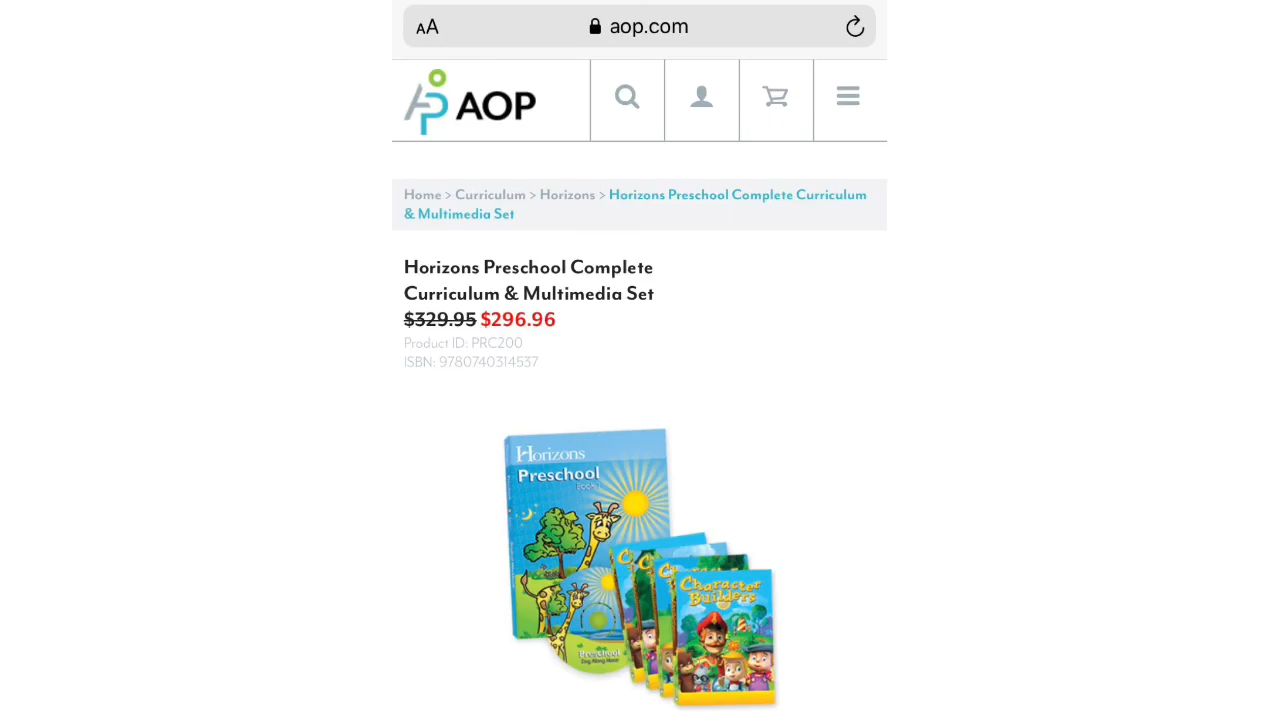 AA aop.com
AOP
Home > Curriculum > Horizons > Horizons Preschool Complete Curriculum
& Multimedia Set
Horizons Preschool Complete
Curriculum & Multimedia Set
$329.95 $296.96
Product ID: PRC200
ISBN: 9780740314537
Horizons
Preschool
Character
Builders
Preschool